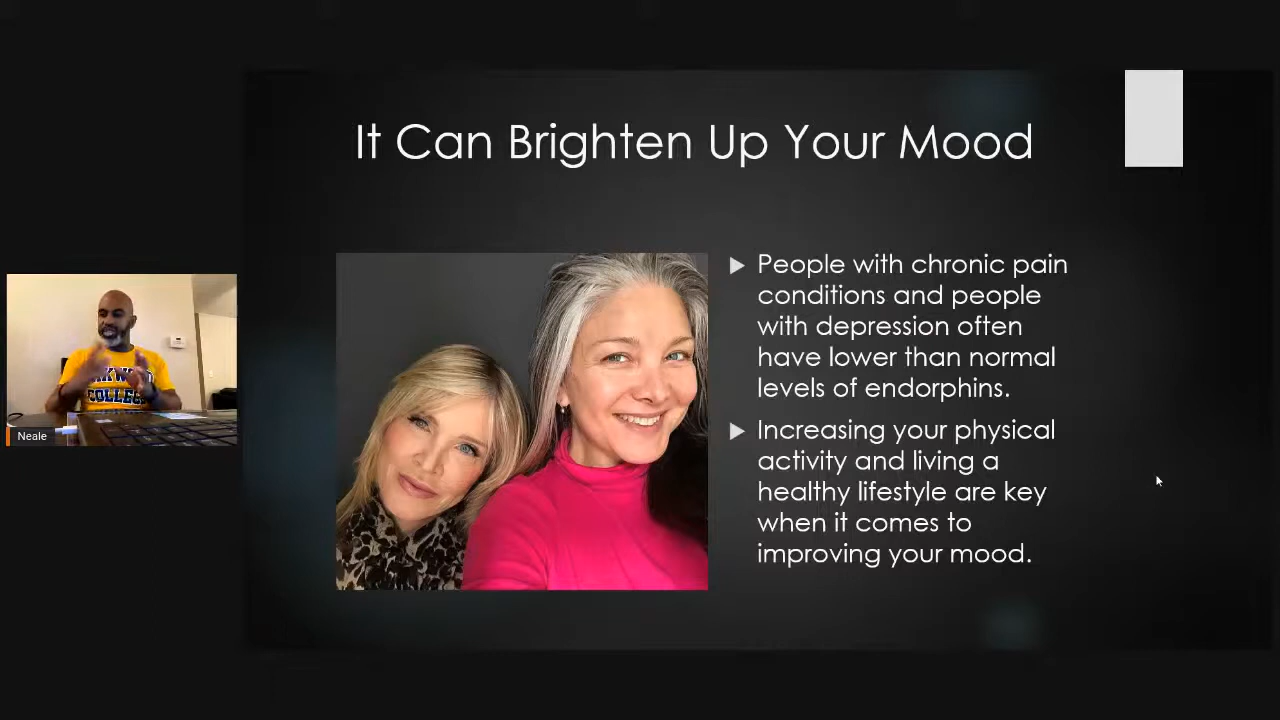 It Can Brighten Up Your Mood
People with chronic pain
conditions and people
with depression often
have lower than normal
levels of endorphins.
Increasing your physical
activity and living a
healthy lifestyle are key
when it comes to
improving your mood.
COLLEGE
Neale